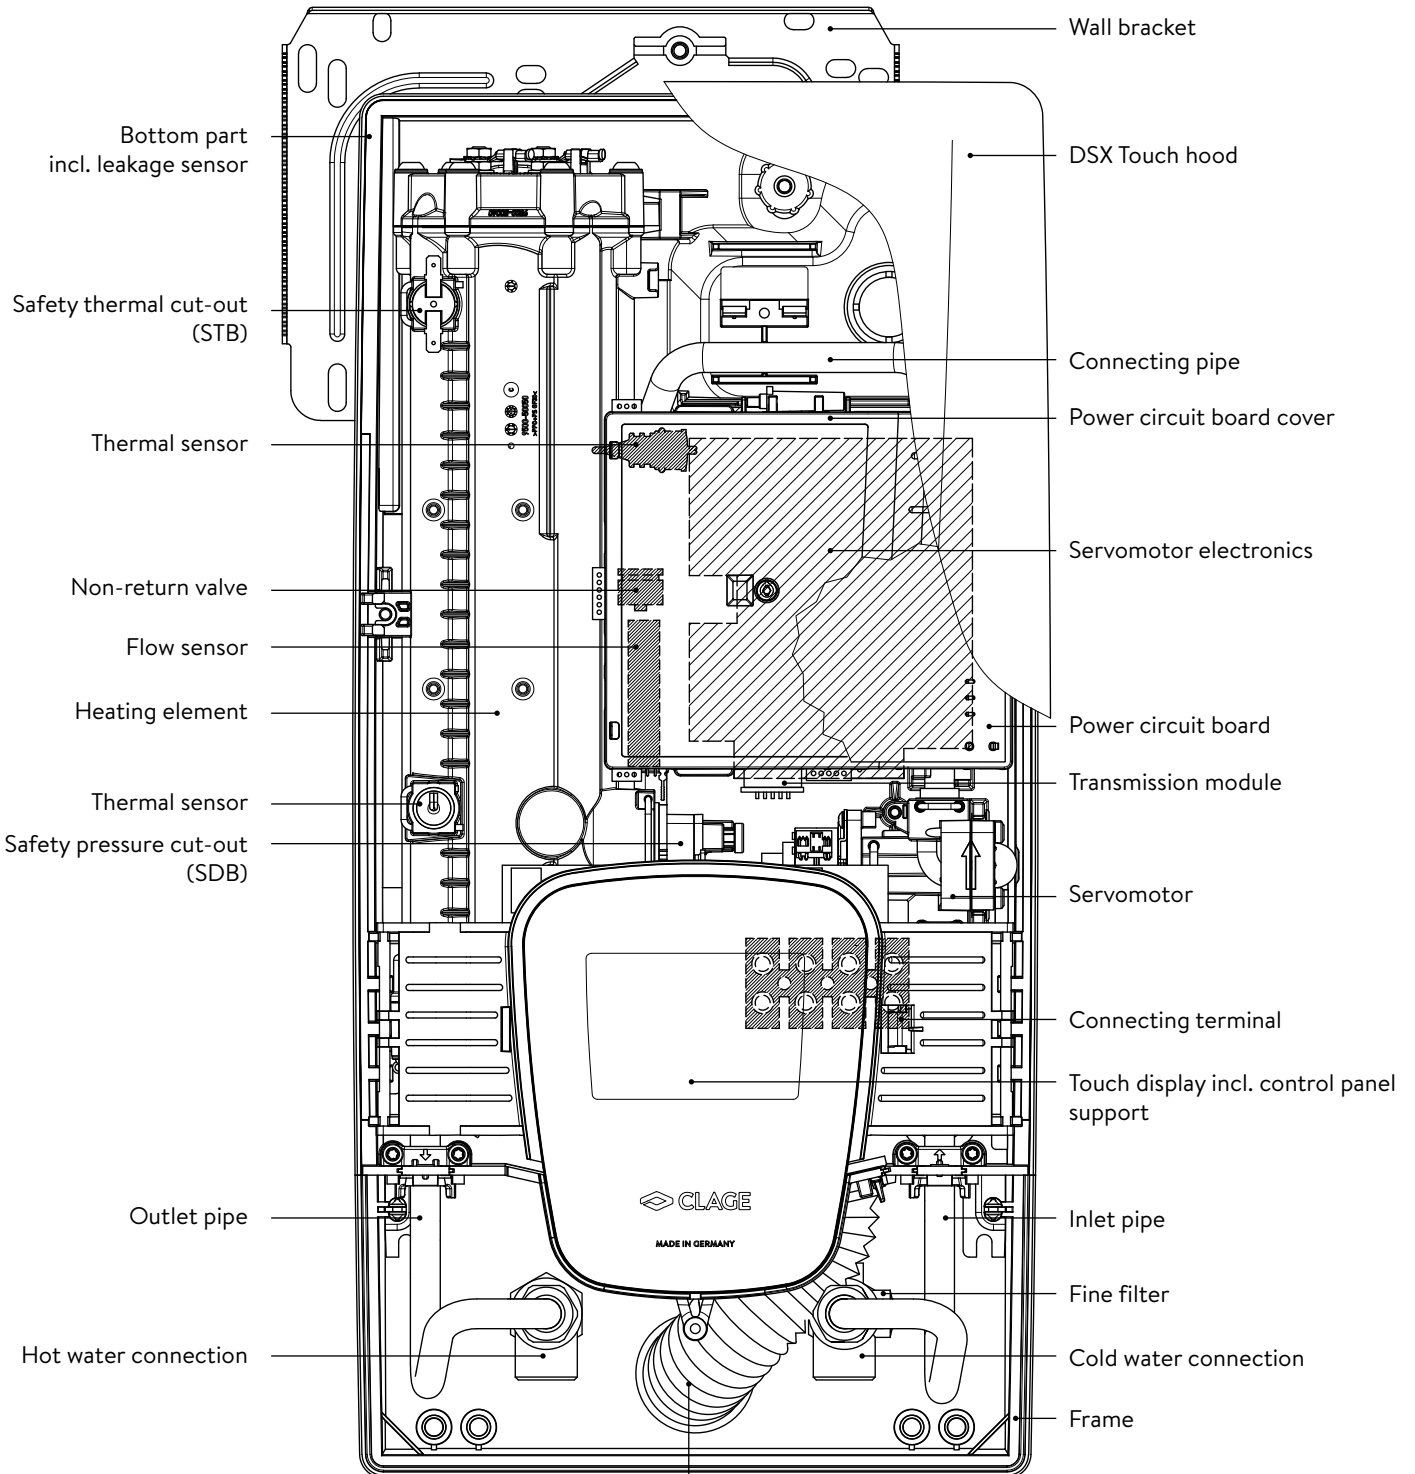 Wall bracket
Bottom part
incl. leakage sensor
DSX Touch hood
Safety thermal cut-out
(STB)
Connecting pipe
Power circuit board cover
Thermal sensor
Servomotor electronics
Non-return valve
Flow sensor
Heating element
Power circuit board
Transmission module
Thermal sensor
Safety pressure cut-out
(SDB)
Servomotor
Connecting terminal
Touch display incl. control panel
support
CLAGE
MADE IN GERMANY
Outlet pipe
Inlet pipe
Fine filter
Hot water connection
Cold water connection
Frame